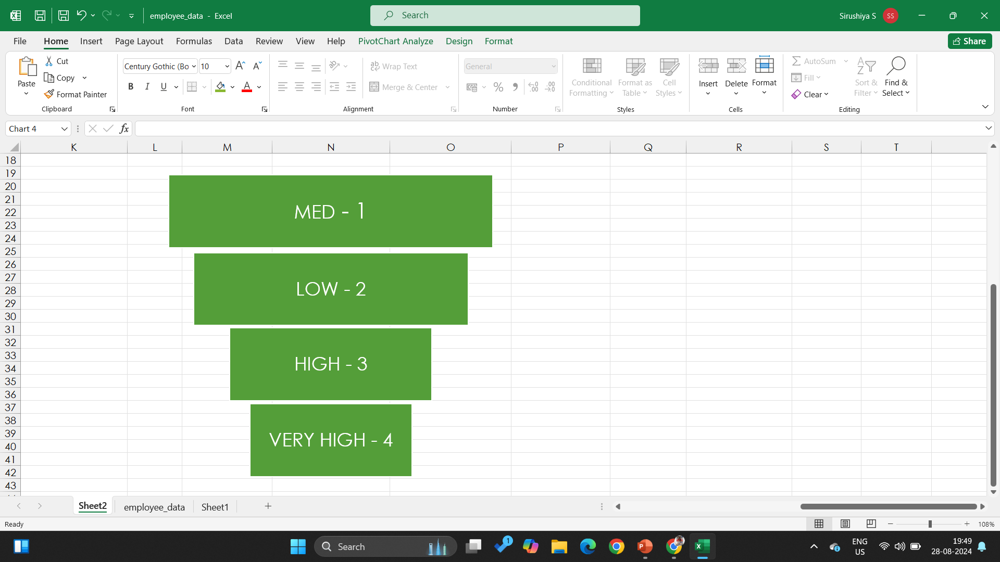 employee_data - Excel
Search
Sirushiya S
SS
File Home Insert Page Layout Formulas Data Review View Help PivotChart Analyze Design Format
Share
Paste
Cut
Copy
Format Painter
Clipboard
Century Gothic (Bo
10
B I U
A
Font
Wrap Text
Merge & Center
Alignment
General
Number
Conditional Formatting
Format as Table
Cell Styles
Styles
Insert
Delete
Format
Cells
AutoSum
Fill
Clear
Sort & Filter
Find & Select
Editing
Chart 4
fx
K L M N O P Q R S T
18
19
20
21
22
23
24
25
26
27
28
29
30
31
32
33
34
35
36
37
38
39
40
41
42
43
MED - 1
LOW - 2
HIGH - 3
VERY HIGH - 4
Sheet2 employee_data Sheet1
Ready
108%
Search
1
ENG
US
19:49
28-08-2024